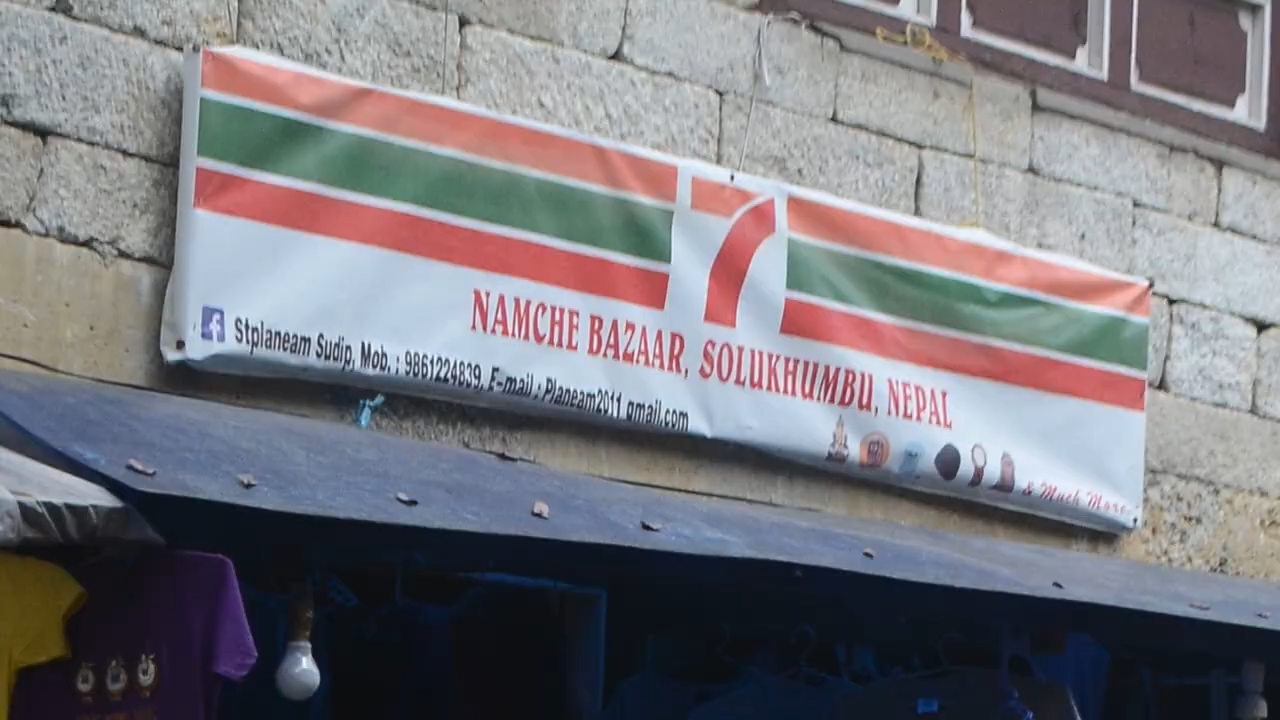 7
NAMCHE BAZAAR, SOLUKHUMBU, NEPAL
Stplaneam Sudip, Mob. : 9861224839, E-mail : Planeam2011 gmail.com
& Much More